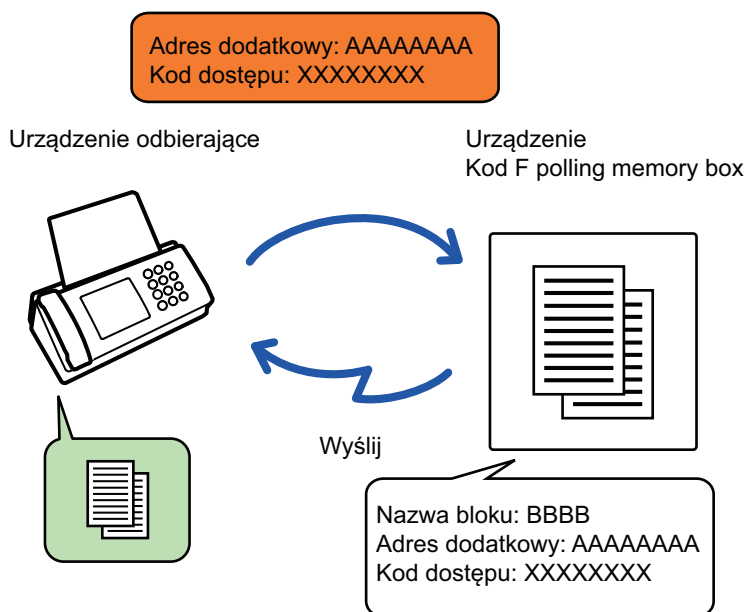 Adres dodatkowy: AAAAAAAA
Kod dostępu: XXXXXXXX
Urządzenie odbierające
Urządzenie
Kod F polling memory box
Wyślij
Nazwa bloku: BBBB
Adres dodatkowy: AAAAAAAA
Kod dostępu: XXXXXXXX